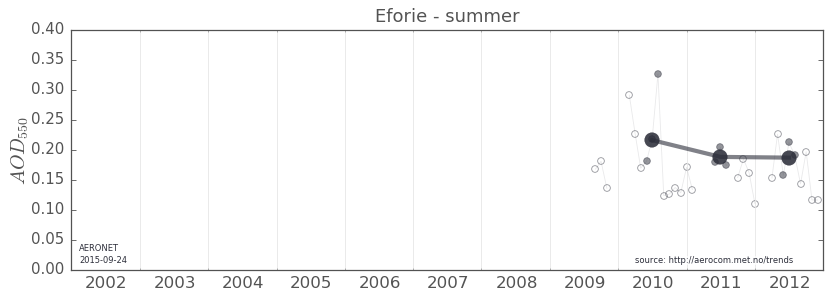 Eforie - summer
0.40
0.35
0.30
0.25
0.20
0.15
0.10
0.05
0.00
AOD550
AERONET
2015-09-24
source: http://aerocom.met.no/trends
2002 2003 2004 2005 2006 2007 2008 2009 2010 2011 2012